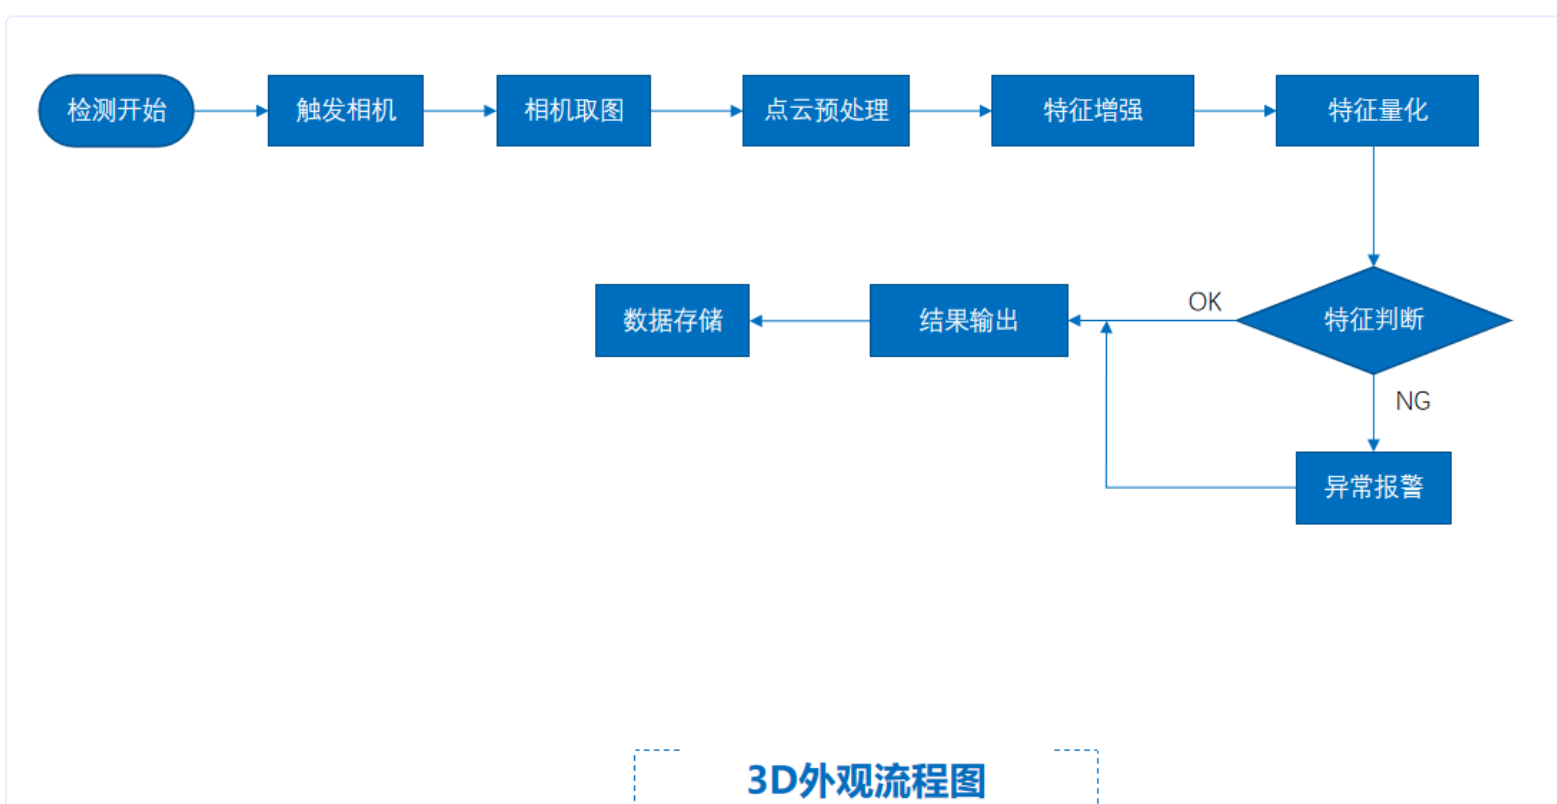 检测开始
触发相机
相机取图
点云预处理
特征增强
特征量化
数据存储
结果输出
OK
特征判断
NG
异常报警
3D外观流程图